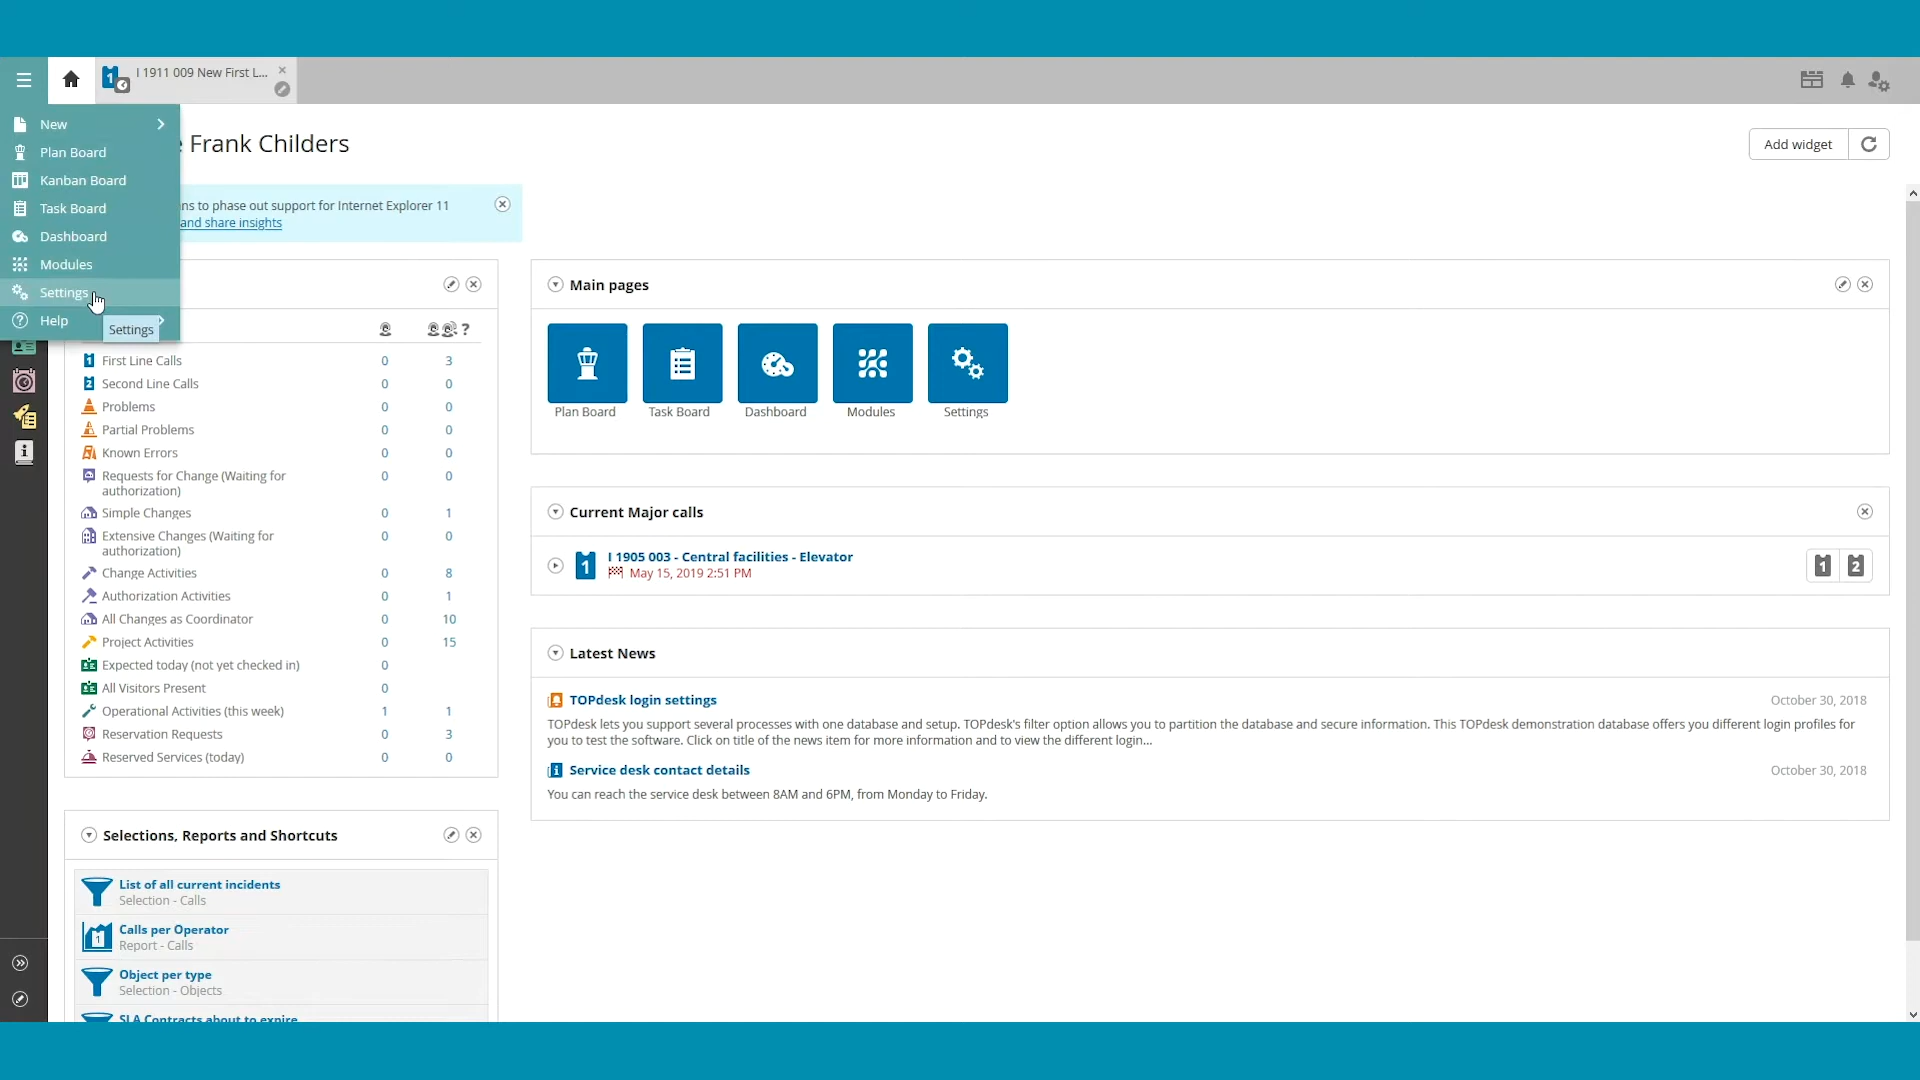 1
I 1911 009 New First L...
New
Plan Board
Kanban Board
Task Board
Dashboard
Modules
Settings
Help
Settings
Frank Childers
Add widget
ns to phase out support for Internet Explorer 11
and share insights
?
First Line Calls 0 3
Second Line Calls 0 0
Problems 0 0
Partial Problems 0 0
Known Errors 0 0
Requests for Change (Waiting for 0 0
authorization)
Simple Changes 0 1
Extensive Changes (Waiting for 0 0
authorization)
Change Activities 0 8
Authorization Activities 0 1
All Changes as Coordinator 0 10
Project Activities 0 15
Expected today (not yet checked in) 0
All Visitors Present 0
Operational Activities (this week) 1 1
Reservation Requests 0 3
Reserved Services (today) 0 0
Selections, Reports and Shortcuts
List of all current incidents
Selection - Calls
Calls per Operator
Report - Calls
Object per type
Selection - Objects
SLA Contracts about to expire
Main pages
Plan Board
Task Board
Dashboard
Modules
Settings
Current Major calls
1
I 1905 003 - Central facilities - Elevator
May 15, 2019 2:51 PM
1 2
Latest News
TOPdesk login settings October 30, 2018
TOPdesk lets you support several processes with one database and setup. TOPdesk's filter option allows you to partition the database and secure information. This TOPdesk demonstration database offers you different login profiles for
you to test the software. Click on title of the news item for more information and to view the different login...
Service desk contact details October 30, 2018
You can reach the service desk between 8AM and 6PM, from Monday to Friday.